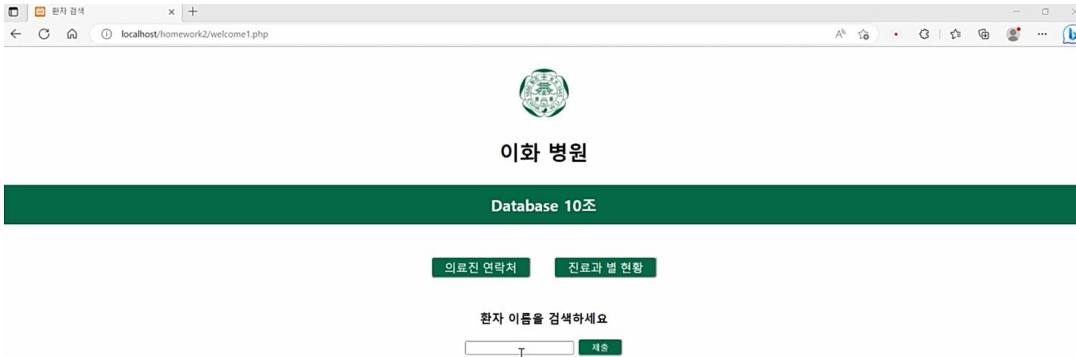 환자 검색
localhost/homework2/welcome1.php
이화 병원
Database 10조
의료진 연락처
진료과 별 현황
환자 이름을 검색하세요
제출